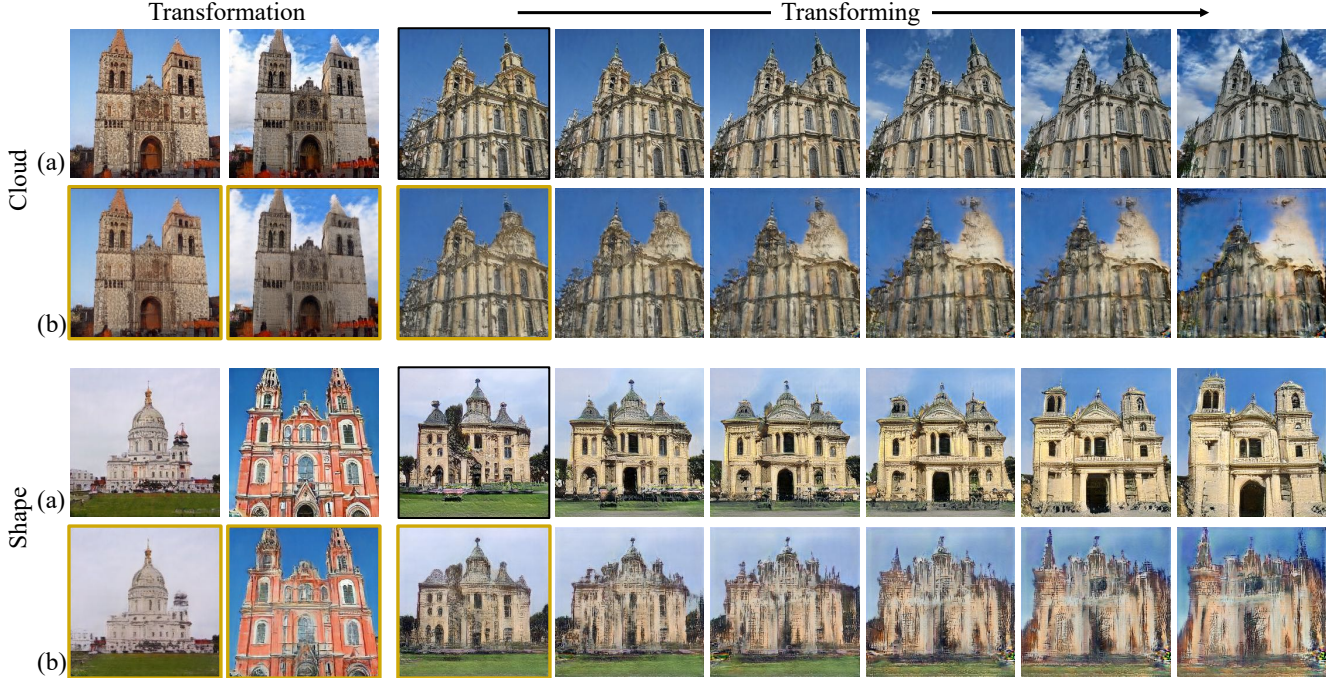 Transformation
Transforming
Cloud
(a)
(b)
Shape
(a)
(b)